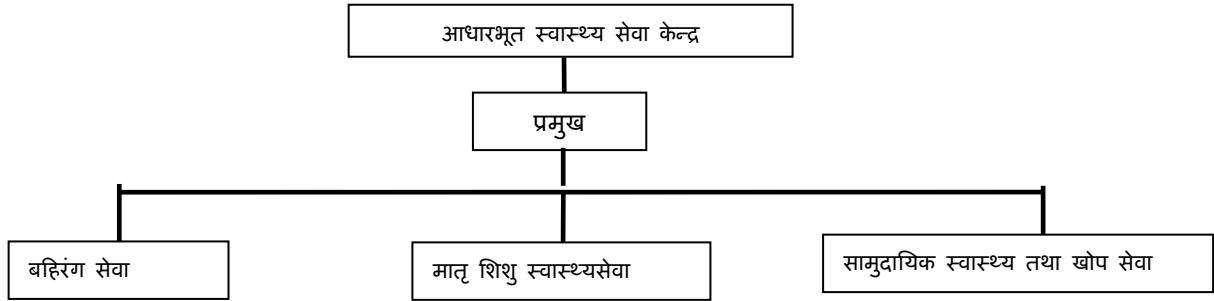 आधारभूत स्वास्थ्य सेवा केन्द्र
प्रमुख
बहिरंग सेवा
मातृ शिशु स्वास्थ्यसेवा
सामुदायिक स्वास्थ्य तथा खोप सेवा